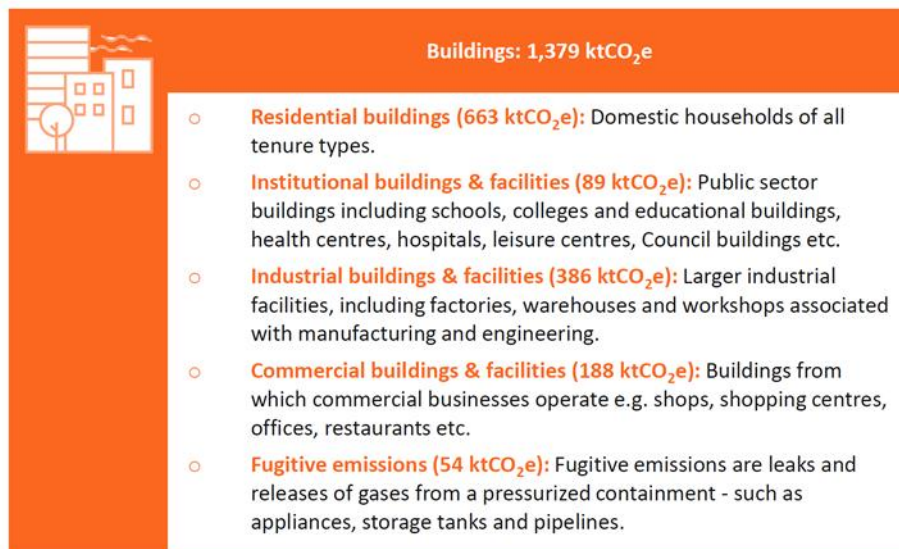 Buildings: 1,379 ktCO₂e
○ Residential buildings (663 ktCO₂e): Domestic households of all
tenure types.
○ Institutional buildings & facilities (89 ktCO₂e): Public sector
buildings including schools, colleges and educational buildings,
health centres, hospitals, leisure centres, Council buildings etc.
○ Industrial buildings & facilities (386 ktCO₂e): Larger industrial
facilities, including factories, warehouses and workshops associated
with manufacturing and engineering.
○ Commercial buildings & facilities (188 ktCO₂e): Buildings from
which commercial businesses operate e.g. shops, shopping centres,
offices, restaurants etc.
○ Fugitive emissions (54 ktCO₂e): Fugitive emissions are leaks and
releases of gases from a pressurized containment - such as
appliances, storage tanks and pipelines.